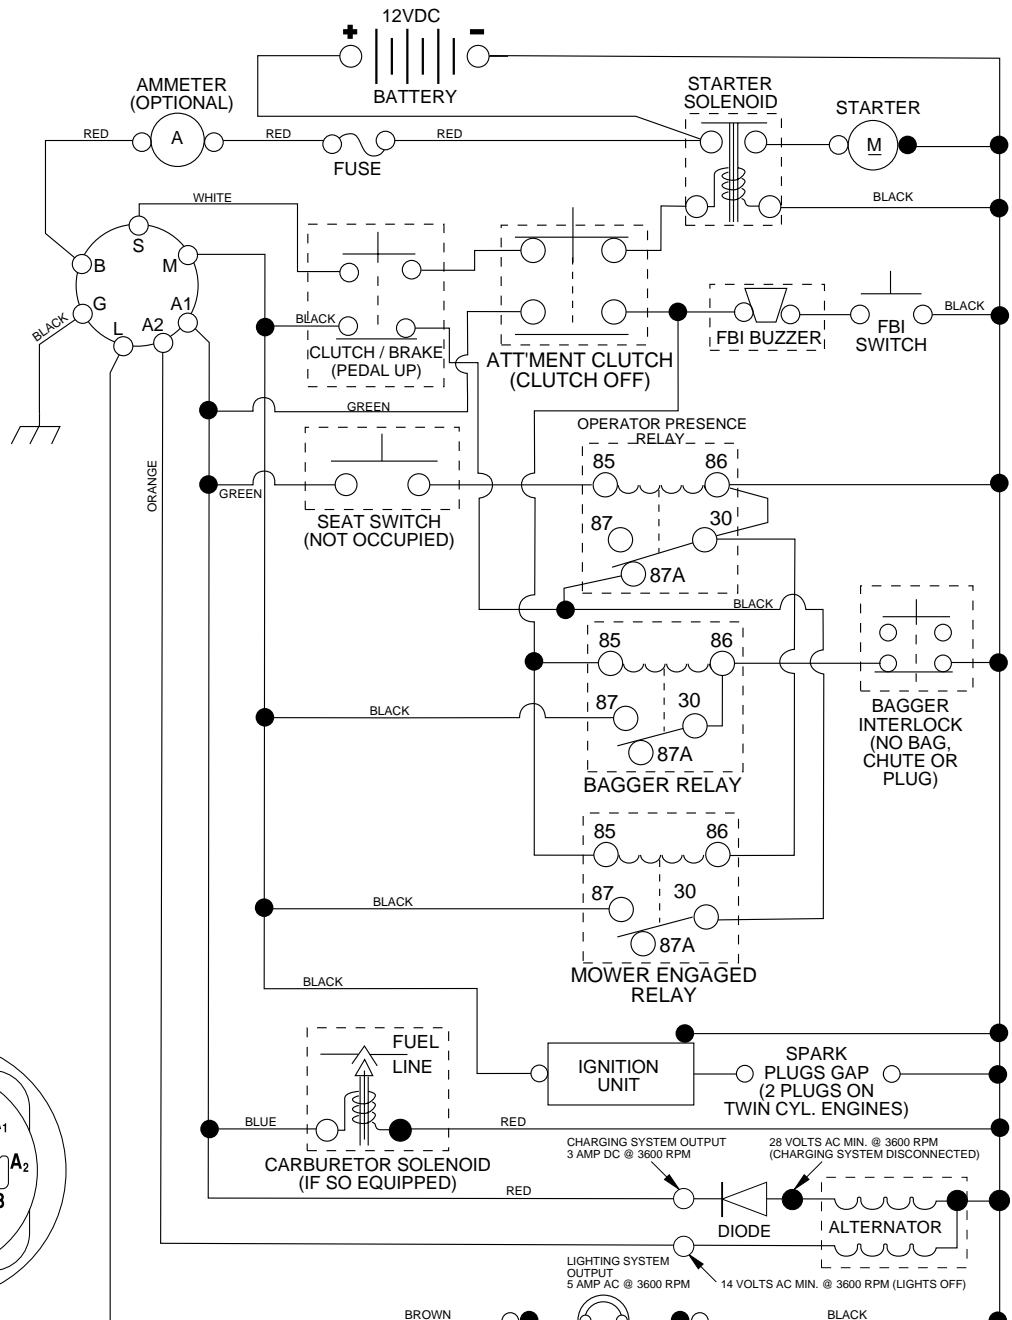 12VDC
+
-
BATTERY
AMMETER
(OPTIONAL)
STARTER
SOLENOID
STARTER
RED
A
RED
RED
FUSE
M
WHITE
BLACK
S
M
B
G
A1
A2
L
BLACK
BLACK
CLUTCH / BRAKE
(PEDAL UP)
ATT'MENT CLUTCH
(CLUTCH OFF)
FBI BUZZER
FBI
SWITCH
BLACK
GREEN
OPERATOR PRESENCE
RELAY
85
86
87
30
87A
ORANGE
GREEN
SEAT SWITCH
(NOT OCCUPIED)
BLACK
85
86
87
30
87A
BAGGER RELAY
BLACK
BAGGER
INTERLOCK
(NO BAG,
CHUTE OR
PLUG)
85
86
87
30
87A
MOWER ENGAGED
RELAY
BLACK
BLACK
FUEL
LINE
IGNITION
UNIT
SPARK
PLUGS GAP
(2 PLUGS ON
TWIN CYL. ENGINES)
BLUE
RED
CARBURETOR SOLENOID
(IF SO EQUIPPED)
CHARGING SYSTEM OUTPUT
3 AMP DC @ 3600 RPM
28 VOLTS AC MIN. @ 3600 RPM
(CHARGING SYSTEM DISCONNECTED)
RED
DIODE
ALTERNATOR
LIGHTING SYSTEM
OUTPUT
5 AMP AC @ 3600 RPM
14 VOLTS AC MIN. @ 3600 RPM (LIGHTS OFF)
BROWN
BLACK
A2